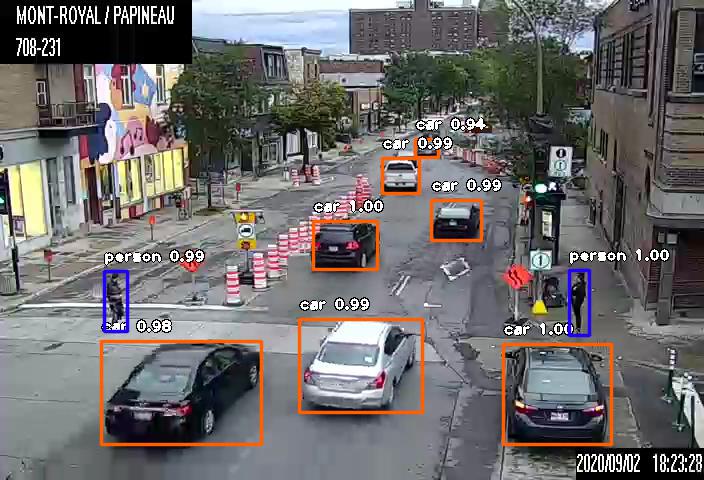 MONT-ROYAL / PAPINEAU
708-231
car 0.94
car 0.99
car 0.99
car 1.00
person 0.99
person 1.00
car 0.99
car 0.98
car 1.00
2020/09/02 18:23:28